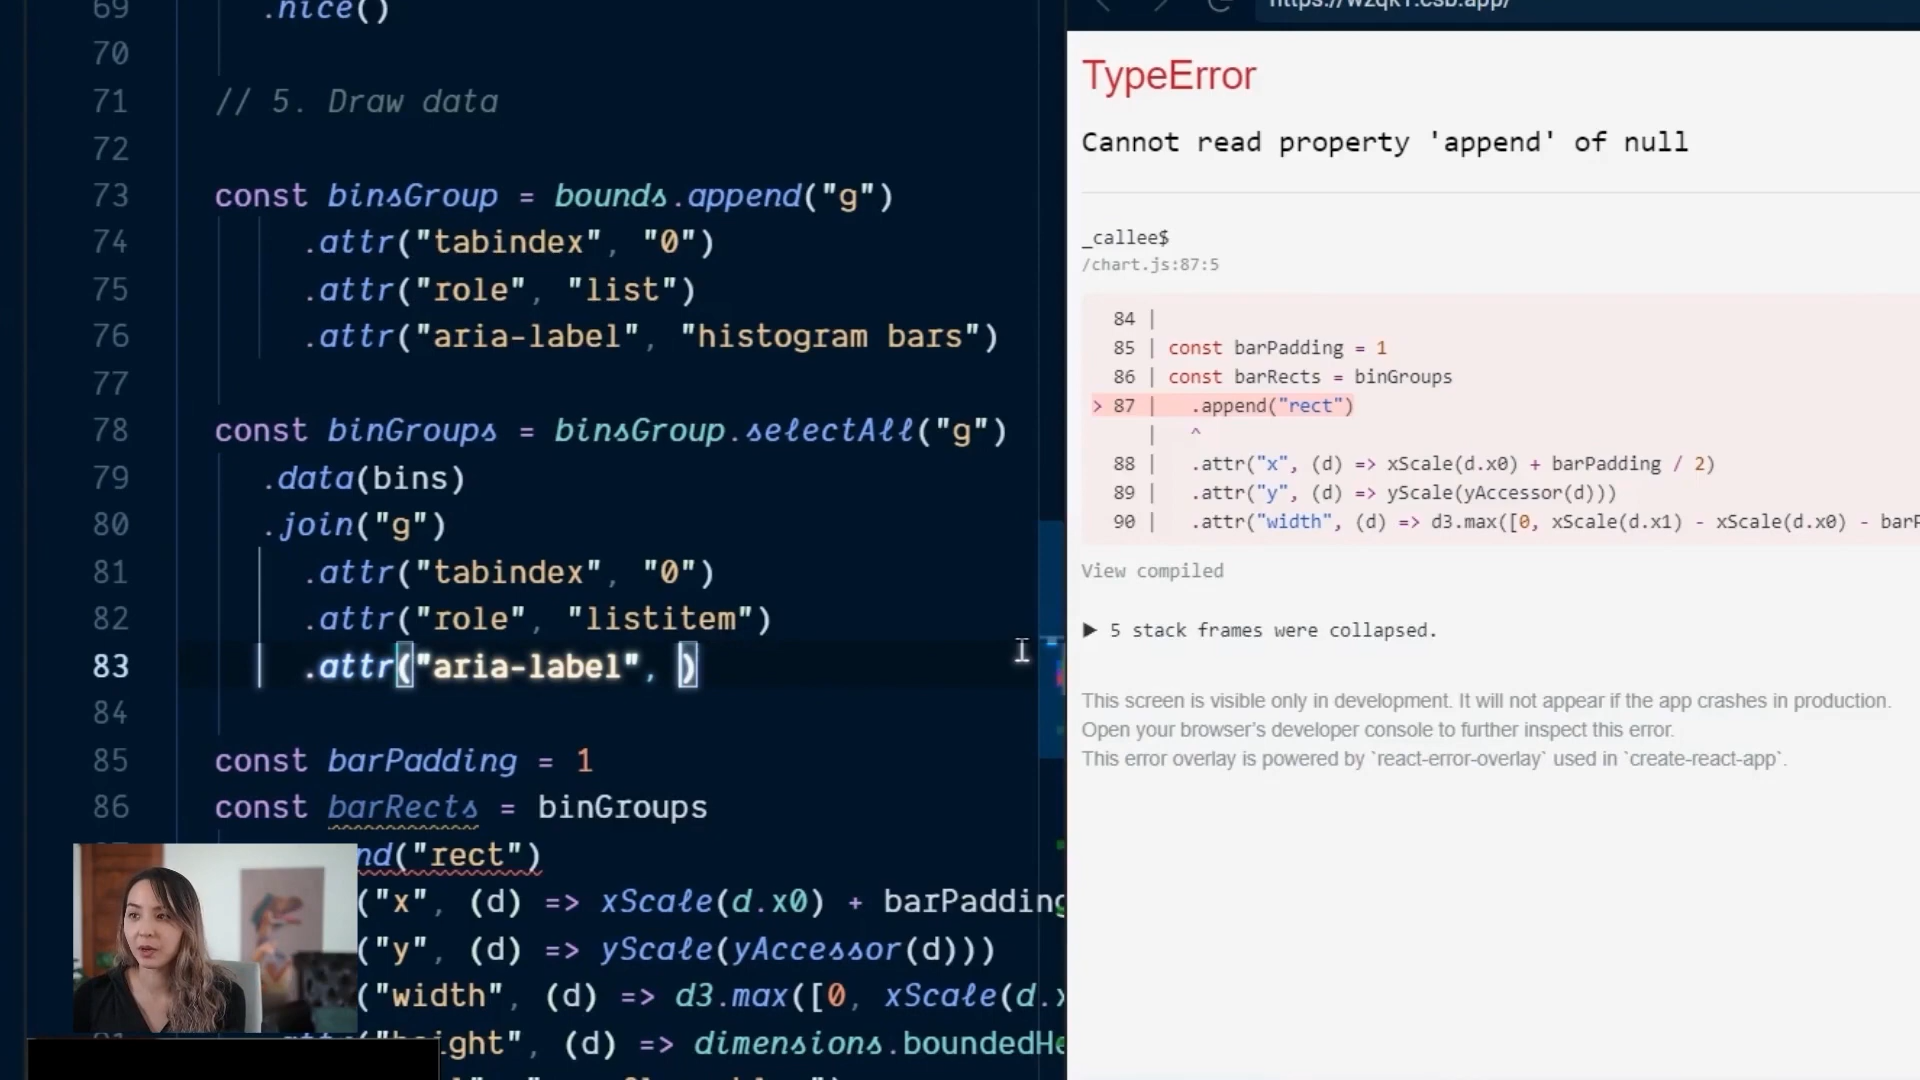 69 .nice()
70
71 // 5. Draw data
72
73 const binsGroup = bounds.append("g")
74 .attr("tabindex", "0")
75 .attr("role", "list")
76 .attr("aria-label", "histogram bars")
77
78 const binGroups = binsGroup.selectAll("g")
79 .data(bins)
80 .join("g")
81 .attr("tabindex", "0")
82 .attr("role", "listitem")
83 .attr("aria-label", )
84
85 const barPadding = 1
86 const barRects = binGroups
nd("rect")
("x", (d) => xScale(d.x0) + barPadding
("y", (d) => yScale(yAccessor(d)))
("width", (d) => d3.max([0, xScale(d.x
ight", (d) => dimensions.boundedHe
https://wzqk1.csb.app/
TypeError
Cannot read property 'append' of null
_callee$
/chart.js:87:5
84 |
85 | const barPadding = 1
86 | const barRects = binGroups
> 87 | .append("rect")
| ^
88 | .attr("x", (d) => xScale(d.x0) + barPadding / 2)
89 | .attr("y", (d) => yScale(yAccessor(d)))
90 | .attr("width", (d) => d3.max([0, xScale(d.x1) - xScale(d.x0) - barP
View compiled
▶ 5 stack frames were collapsed.
This screen is visible only in development. It will not appear if the app crashes in production.
Open your browser's developer console to further inspect this error.
This error overlay is powered by `react-error-overlay` used in `create-react-app`.